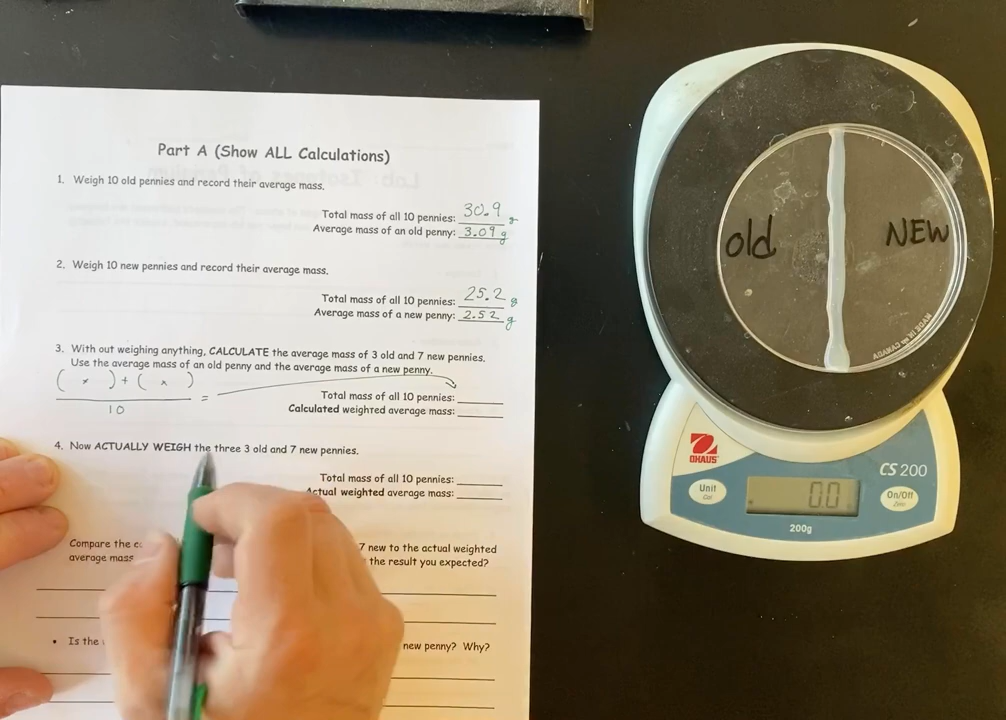 Part A (Show ALL Calculations)
1. Weigh 10 old pennies and record their average mass.
Total mass of all 10 pennies: 30.9 g
Average mass of an old penny: 3.09 g
2. Weigh 10 new pennies and record their average mass.
Total mass of all 10 pennies: 25.2 g
Average mass of a new penny: 2.52 g
3. With out weighing anything, CALCULATE the average mass of 3 old and 7 new pennies.
Use the average mass of an old penny and the average mass of a new penny.
( × ) + ( × )
10 =
Total mass of all 10 pennies:
Calculated weighted average mass:
4. Now ACTUALLY WEIGH the three 3 old and 7 new pennies.
Total mass of all 10 pennies:
Actual weighted average mass:
Compare the 7 new to the actual weighted
average mass the result you expected?
• Is the new penny? Why?
old NEW
MADE IN CANADA
OHAUS
CS 200
Unit
Cal
0.0
On/Off
Zero
200g